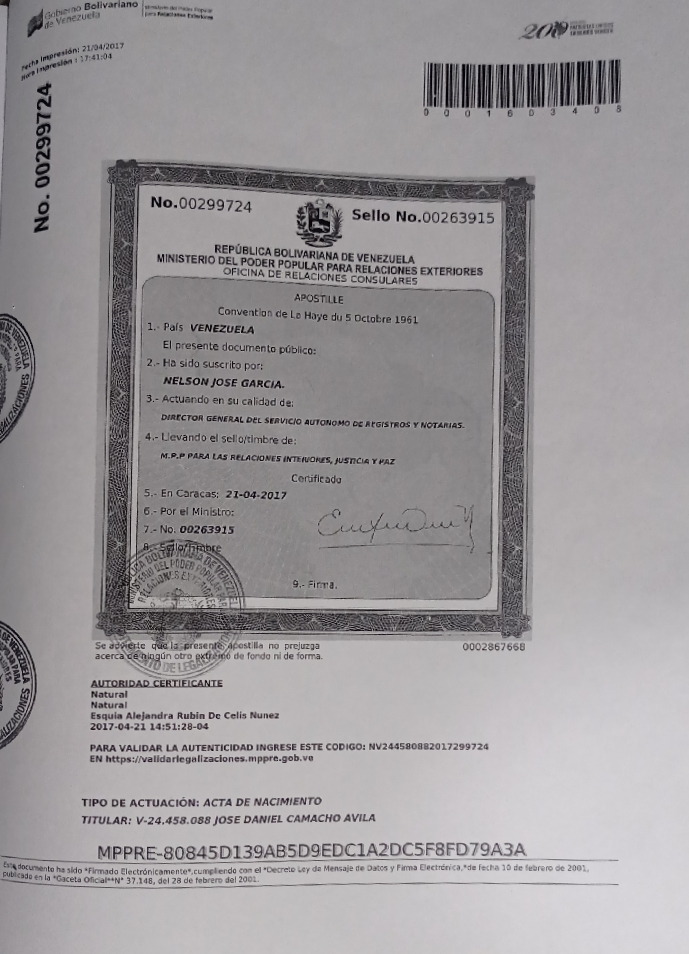 Gobierno Bolivariano
de Venezuela
Ministerio del Poder Popular
para Relaciones Exteriores
Fecha Impresión: 21/04/2017
Hora Impresión : 17:41:04
No. 00299724
No.00299724
Sello No.00263915
REPÚBLICA BOLIVARIANA DE VENEZUELA
MINISTERIO DEL PODER POPULAR PARA RELACIONES EXTERIORES
OFICINA DE RELACIONES CONSULARES
APOSTILLE
Convention de La Haye du 5 Octobre 1961
1.- País VENEZUELA
El presente documento público:
2.- Ha sido suscrito por:
NELSON JOSE GARCIA.
3.- Actuando en su calidad de:
DIRECTOR GENERAL DEL SERVICIO AUTONOMO DE REGISTROS Y NOTARIAS.
4.- Llevando el sello/timbre de:
M.P.P PARA LAS RELACIONES INTERIORES, JUSTICIA Y PAZ
Certificado
5.- En Caracas: 21-04-2017
6.- Por el Ministro:
7.- No. 00263915
8.- Sello/timbre
9.- Firma.
Se advierte que la presente apostilla no prejuzga
acerca de ningún otro extremo de fondo ni de forma.
0002867668
AUTORIDAD CERTIFICANTE
Natural
Natural
Esquia Alejandra Rubin De Celis Nunez
2017-04-21 14:51:28-04
PARA VALIDAR LA AUTENTICIDAD INGRESE ESTE CODIGO: NV244580882017299724
EN https://validarlegalizaciones.mppre.gob.ve
TIPO DE ACTUACIÓN: ACTA DE NACIMIENTO
TITULAR: V-24.458.088 JOSE DANIEL CAMACHO AVILA
MPPRE-80845D139AB5D9EDC1A2DC5F8FD79A3A
Este documento ha sido "Firmado Electrónicamente",cumpliendo con el "Decreto Ley de Mensaje de Datos y Firma Electrónica,"de fecha 10 de febrero de 2001,
publicado en la "Gaceta Oficial""N° 37.148, del 28 de febrero del 2001.